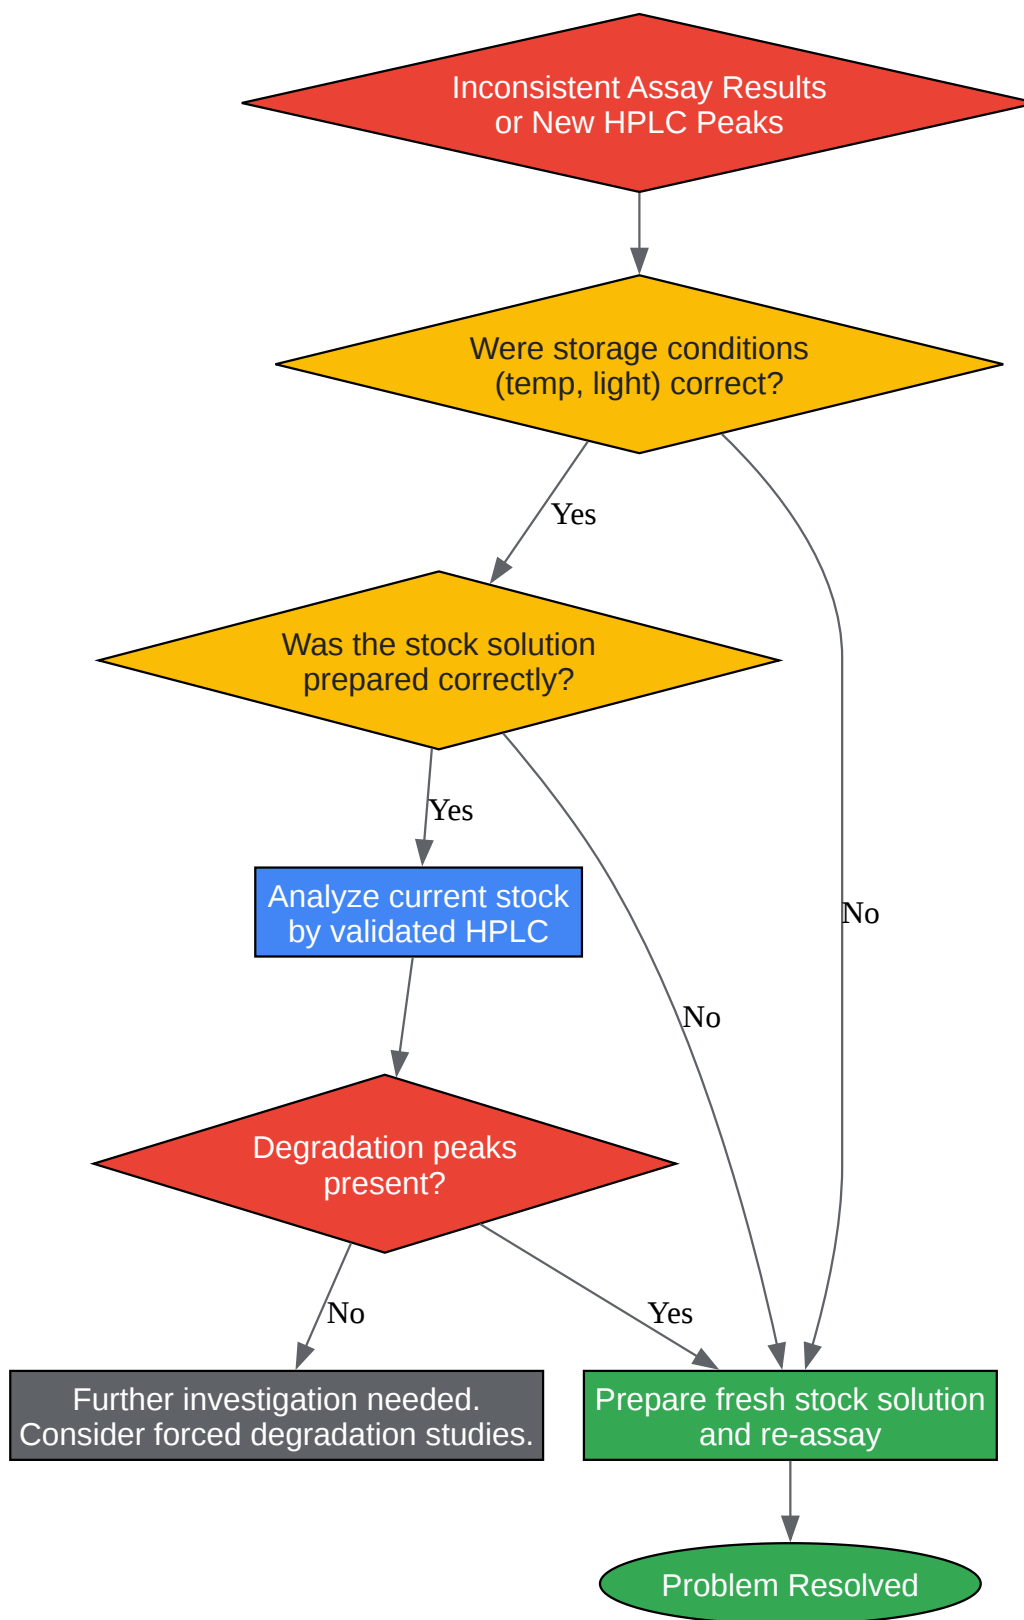 Inconsistent Assay Results
or New HPLC Peaks
Were storage conditions
(temp, light) correct?
Yes
Was the stock solution
prepared correctly?
Yes
Analyze current stock
by validated HPLC
No
No
Degradation peaks
present?
No
Yes
Further investigation needed.
Consider forced degradation studies.
Prepare fresh stock solution
and re-assay
Problem Resolved